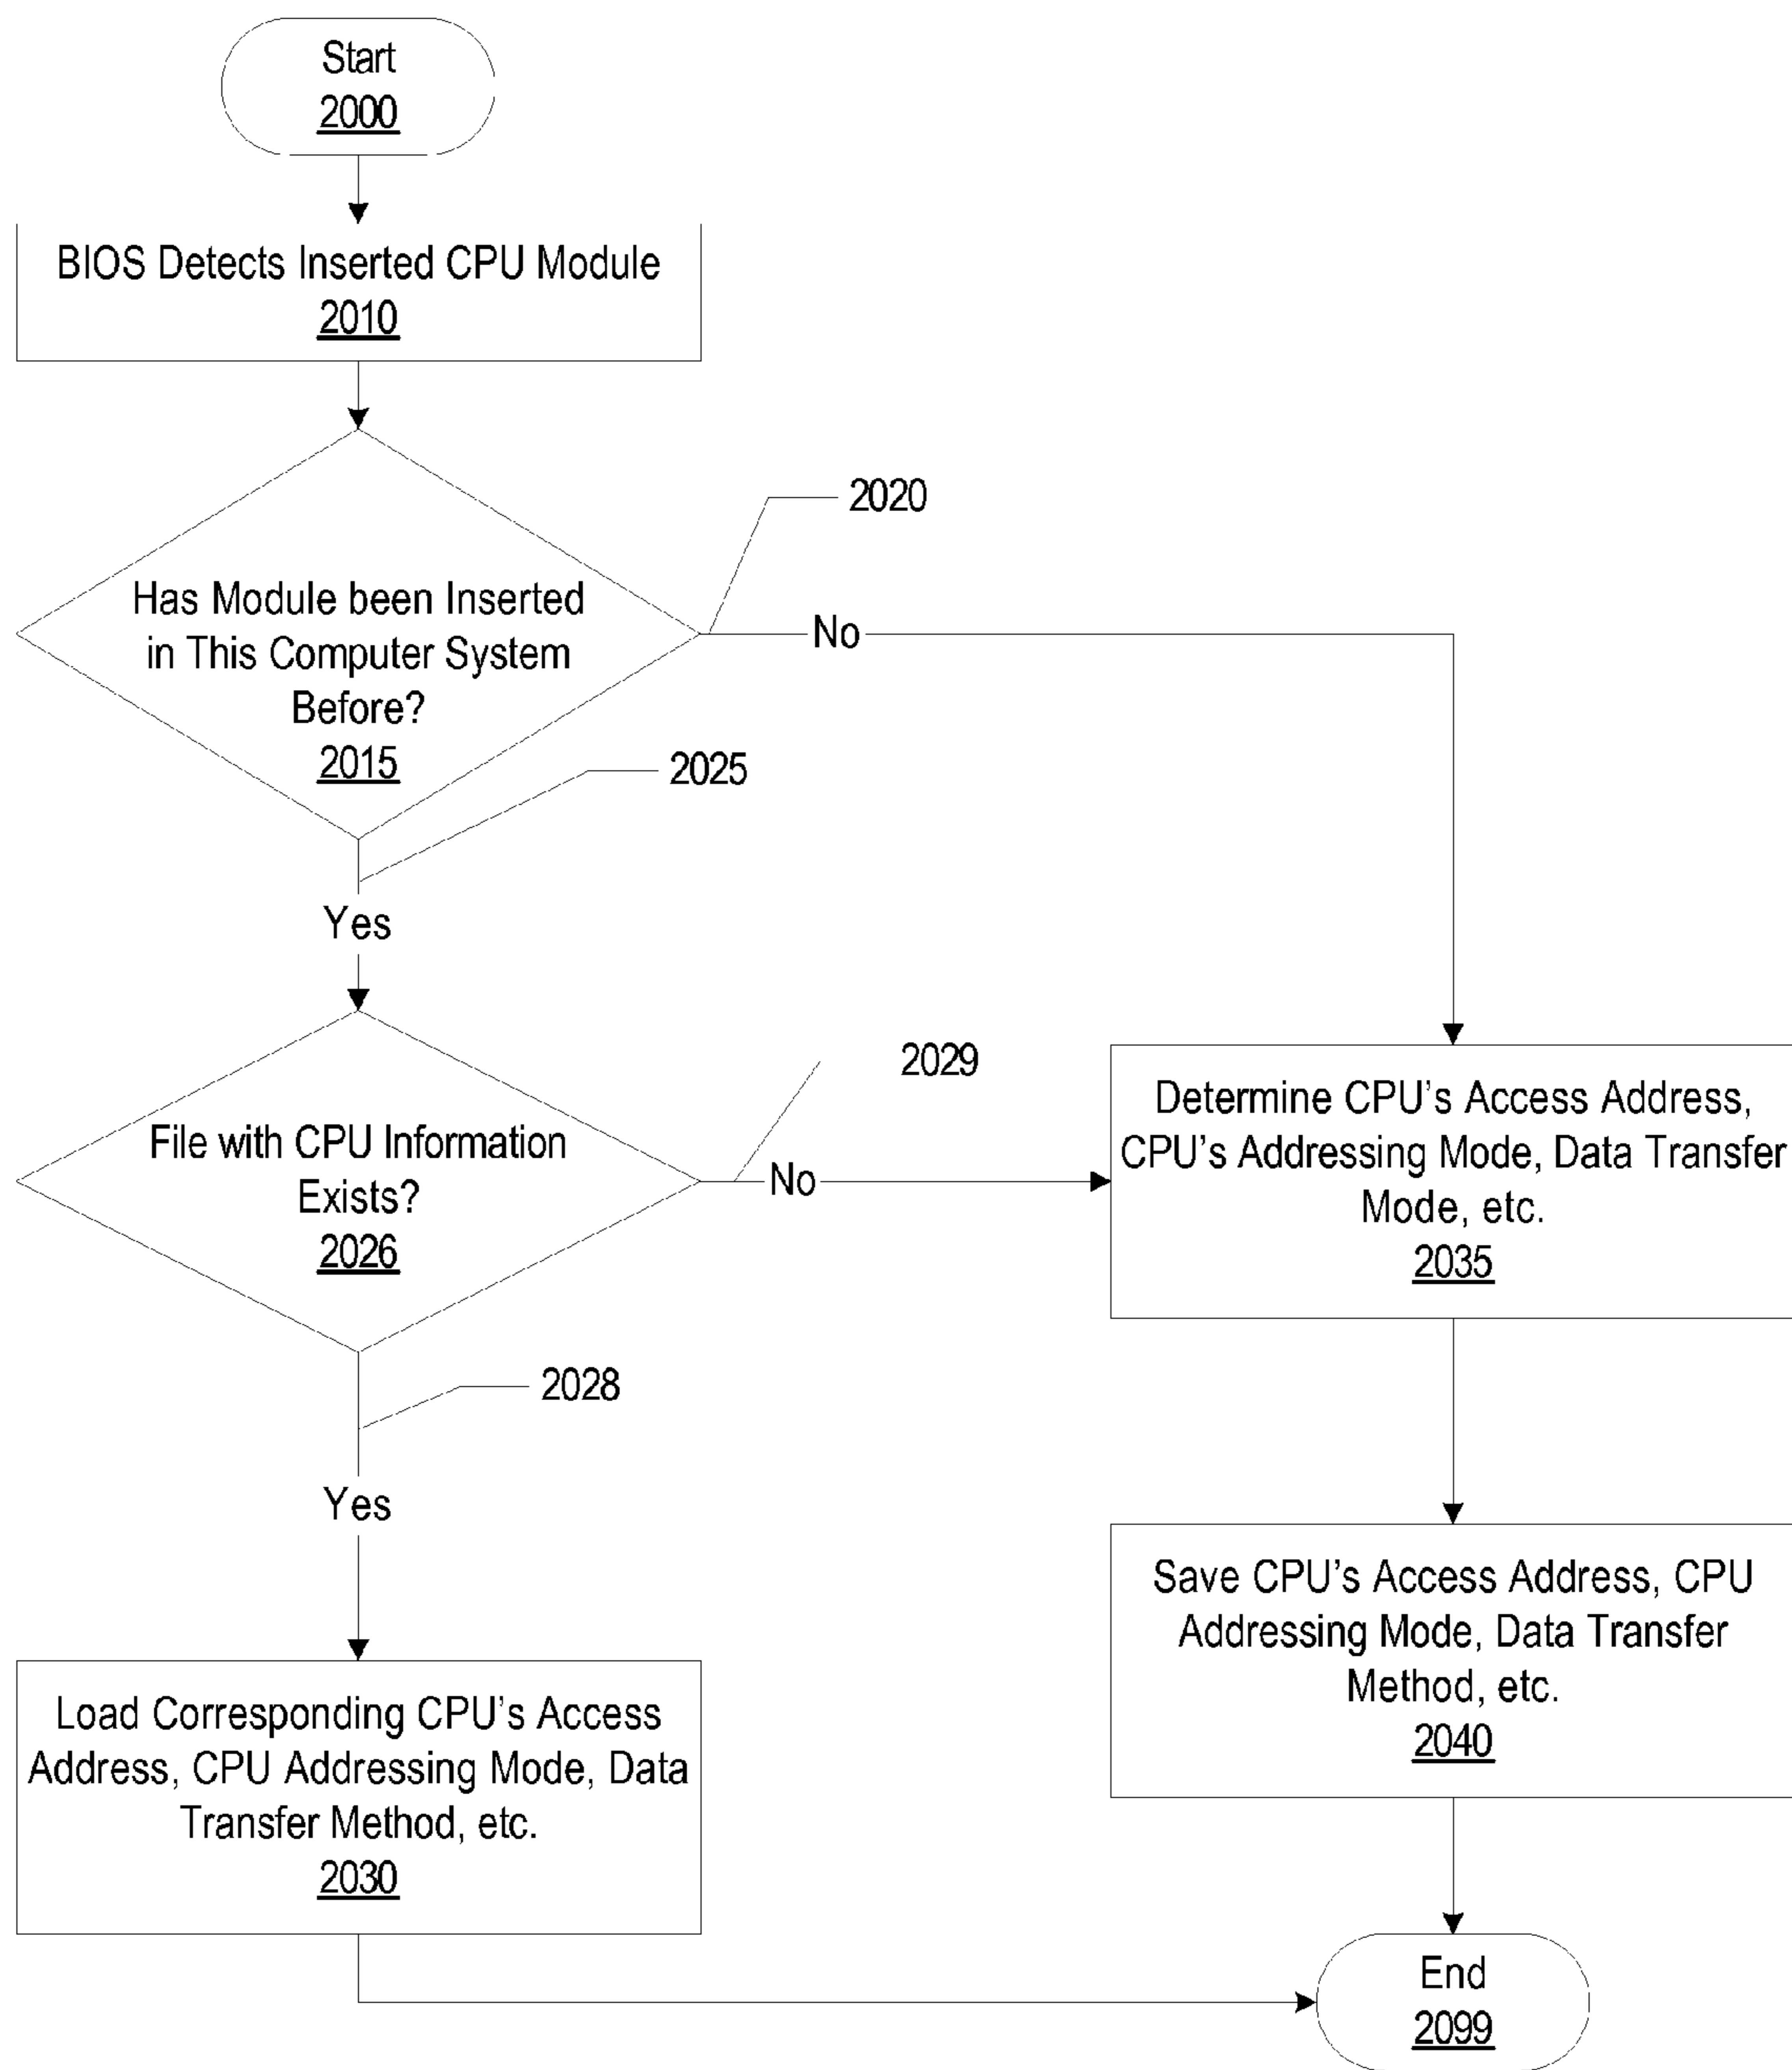 Start
2000
BIOS Detects Inserted CPU Module
2010
2020
Has Module been Inserted
in This Computer System
Before?
2015
No
2025
Yes
2029
File with CPU Information
Exists?
2026
No
Determine CPU's Access Address,
CPU's Addressing Mode, Data Transfer
Mode, etc.
2035
2028
Yes
Save CPU's Access Address, CPU
Addressing Mode, Data Transfer
Method, etc.
2040
Load Corresponding CPU's Access
Address, CPU Addressing Mode, Data
Transfer Method, etc.
2030
End
2099